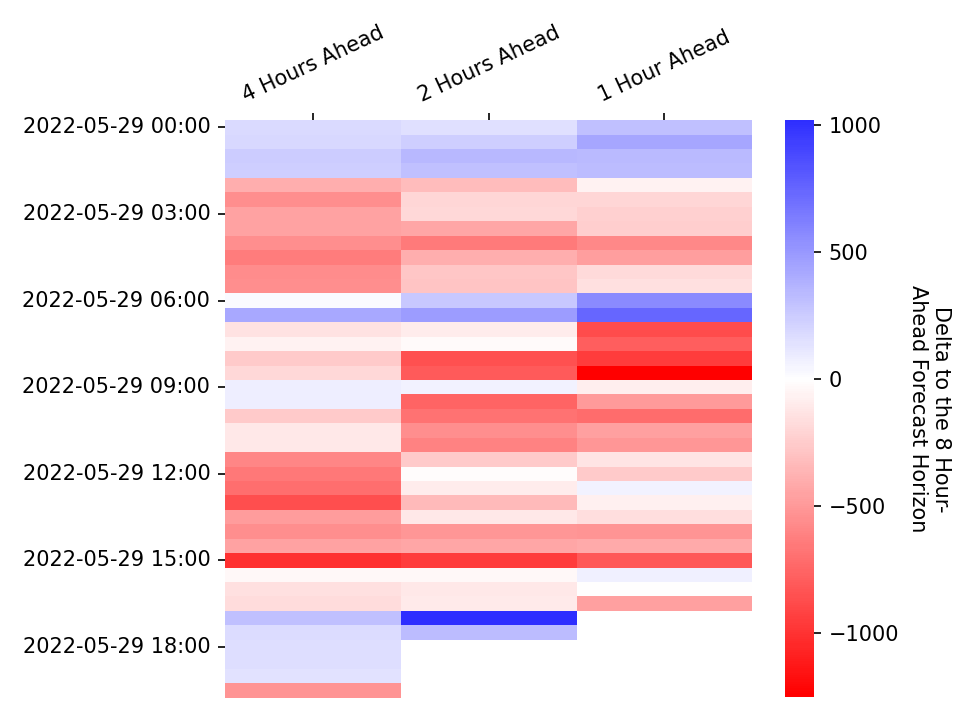 4 Hours Ahead
2 Hours Ahead
1 Hour Ahead
2022-05-29 00:00
2022-05-29 03:00
2022-05-29 06:00
2022-05-29 09:00
2022-05-29 12:00
2022-05-29 15:00
2022-05-29 18:00
1000
500
0
−500
−1000
Delta to the 8 Hour-
Ahead Forecast Horizon